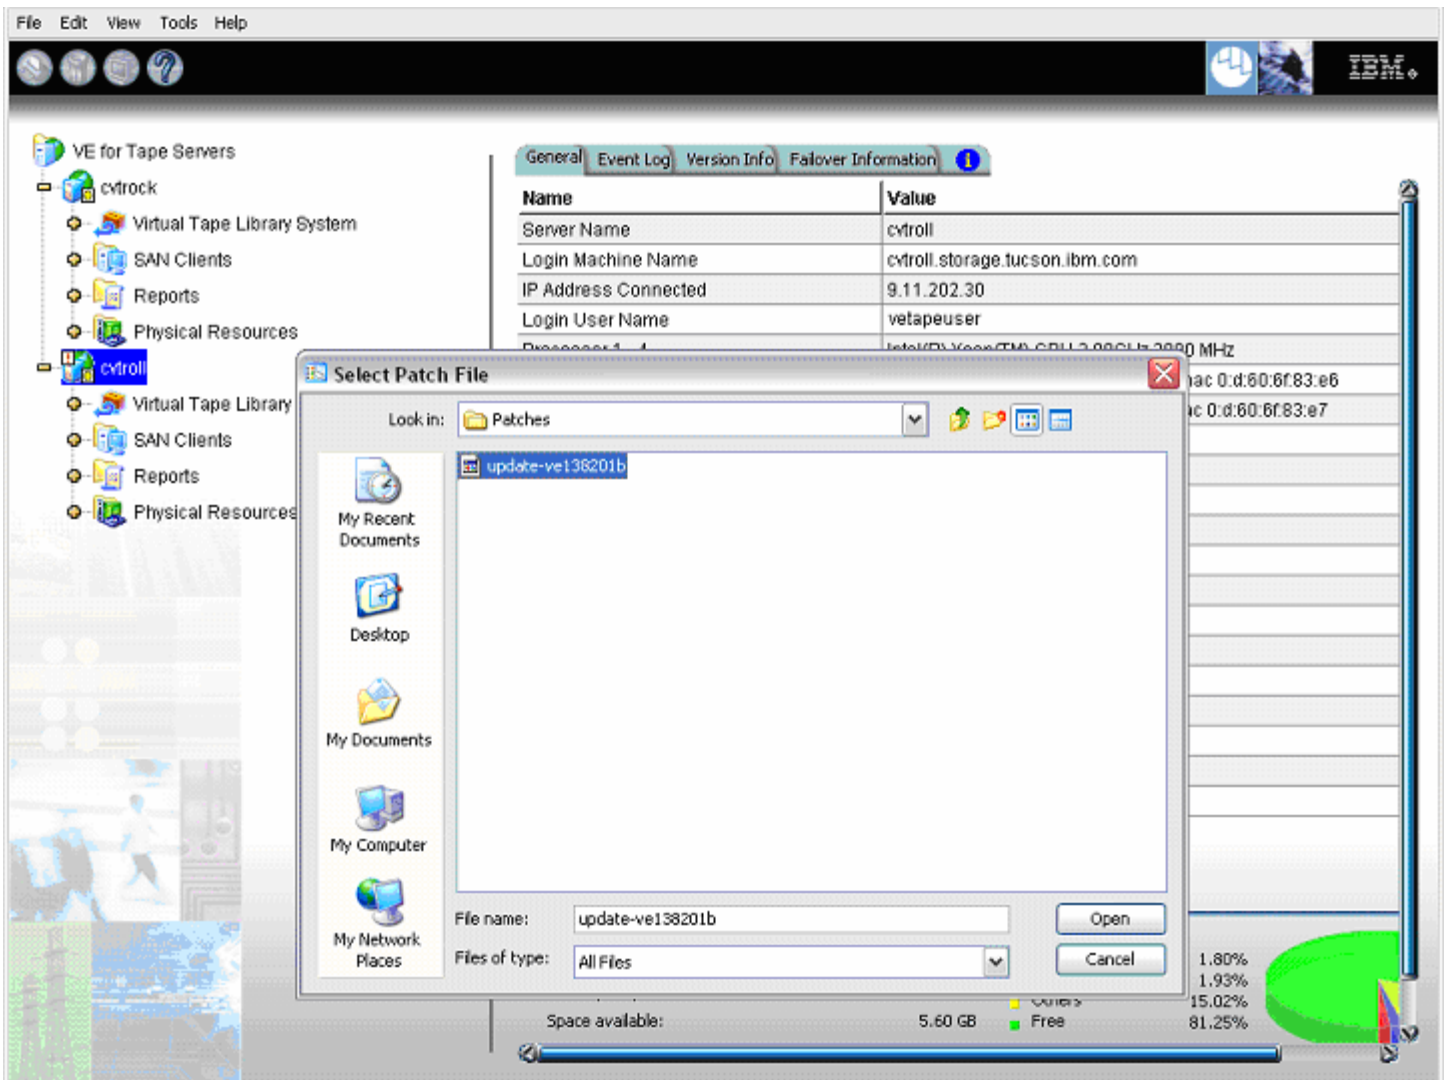 File Edit View Tools Help
IBM
VE for Tape Servers
cvtrock
Virtual Tape Library System
SAN Clients
Reports
Physical Resources
cvtroll
Virtual Tape Library
SAN Clients
Reports
Physical Resources
General Event Log Version Info Failover Information
Name Value
Server Name cvtroll
Login Machine Name cvtroll.storage.tucson.ibm.com
IP Address Connected 9.11.202.30
Login User Name vetapeuser
0 MHz
0:d:60:6f:83:e6
0:d:60:6f:83:e7
Select Patch File
Look in: Patches
update-ve138201b
My Recent
Documents
Desktop
My Documents
My Computer
My Network
Places
File name: update-ve138201b Open
Files of type: All Files Cancel
1.80%
1.93%
Others 15.02%
Space available: 5.60 GB Free 81.25%